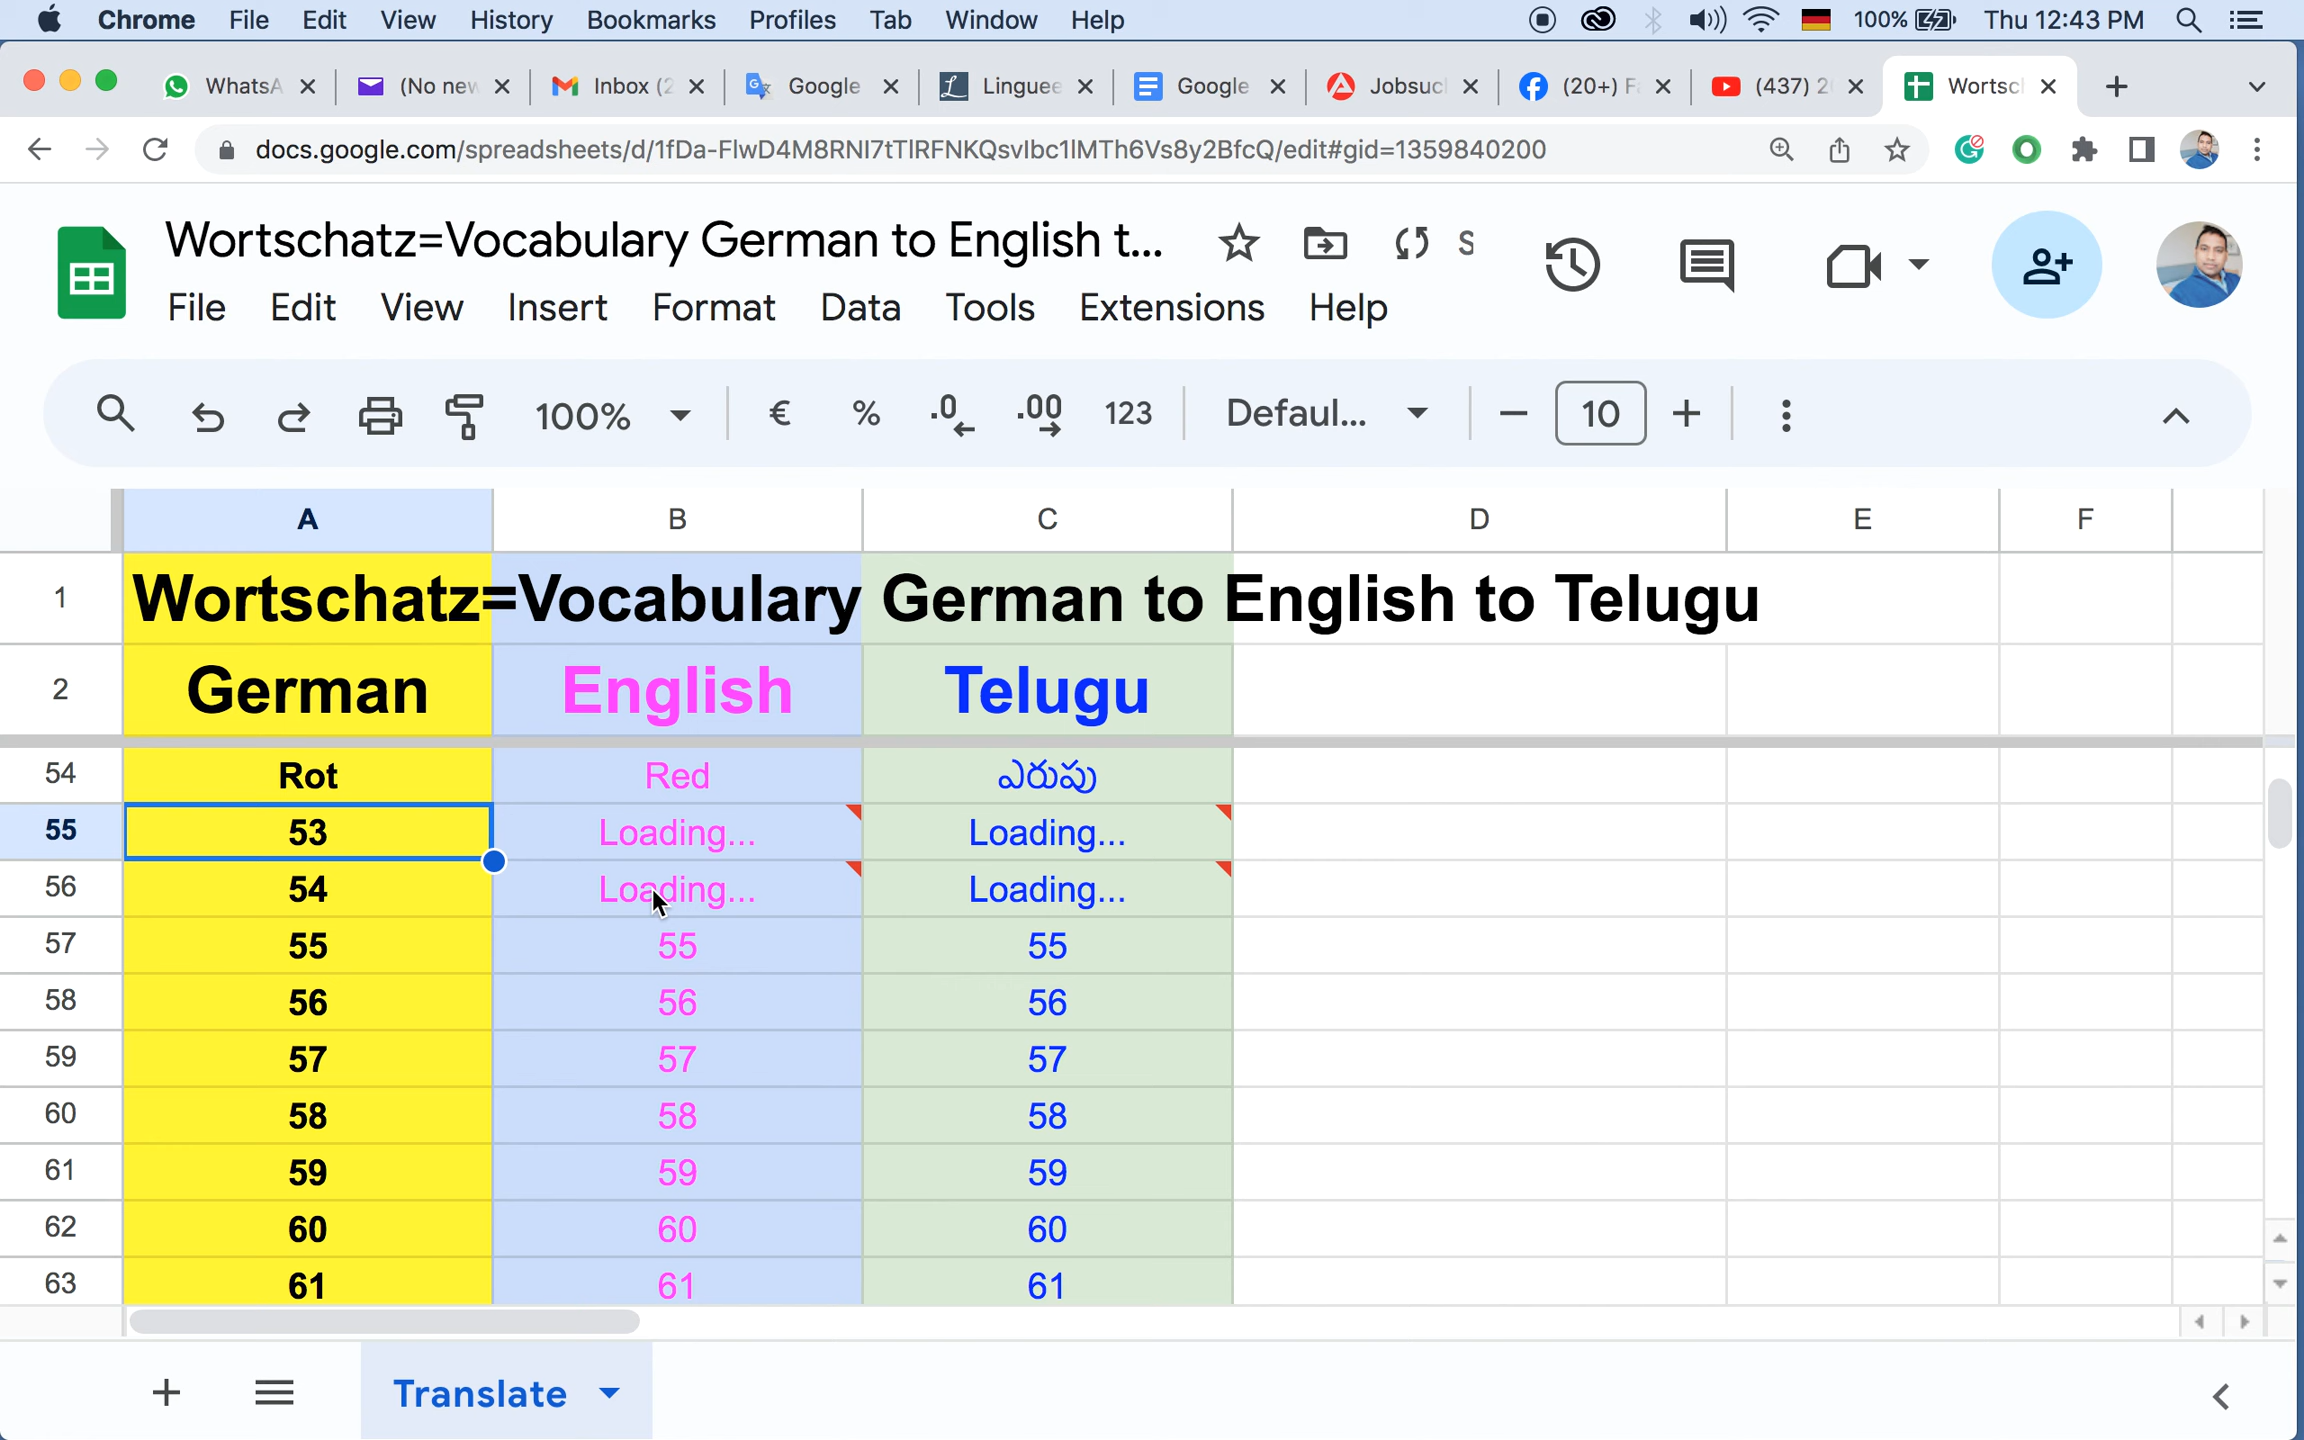 Chrome File Edit View History Bookmarks Profiles Tab Window Help 100% Thu 12:43 PM
WhatsA (No new Inbox (2 Google Linguee Google Jobsuc (20+) Fa (437) 2 Wortsch
docs.google.com/spreadsheets/d/1fDa-FlwD4M8RNI7tTlRFNKQsvIbc1lMTh6Vs8y2BfcQ/edit#gid=1359840200
Wortschatz=Vocabulary German to English t... S
File Edit View Insert Format Data Tools Extensions Help
100% € % .0 .00 123 Defaul... 10
A B C D E F
1 Wortschatz=Vocabulary German to English to Telugu
2 German English Telugu
54 Rot Red ఎరుపు
55 53 Loading... Loading...
56 54 Loading... Loading...
57 55 55 55
58 56 56 56
59 57 57 57
60 58 58 58
61 59 59 59
62 60 60 60
63 61 61 61
Translate